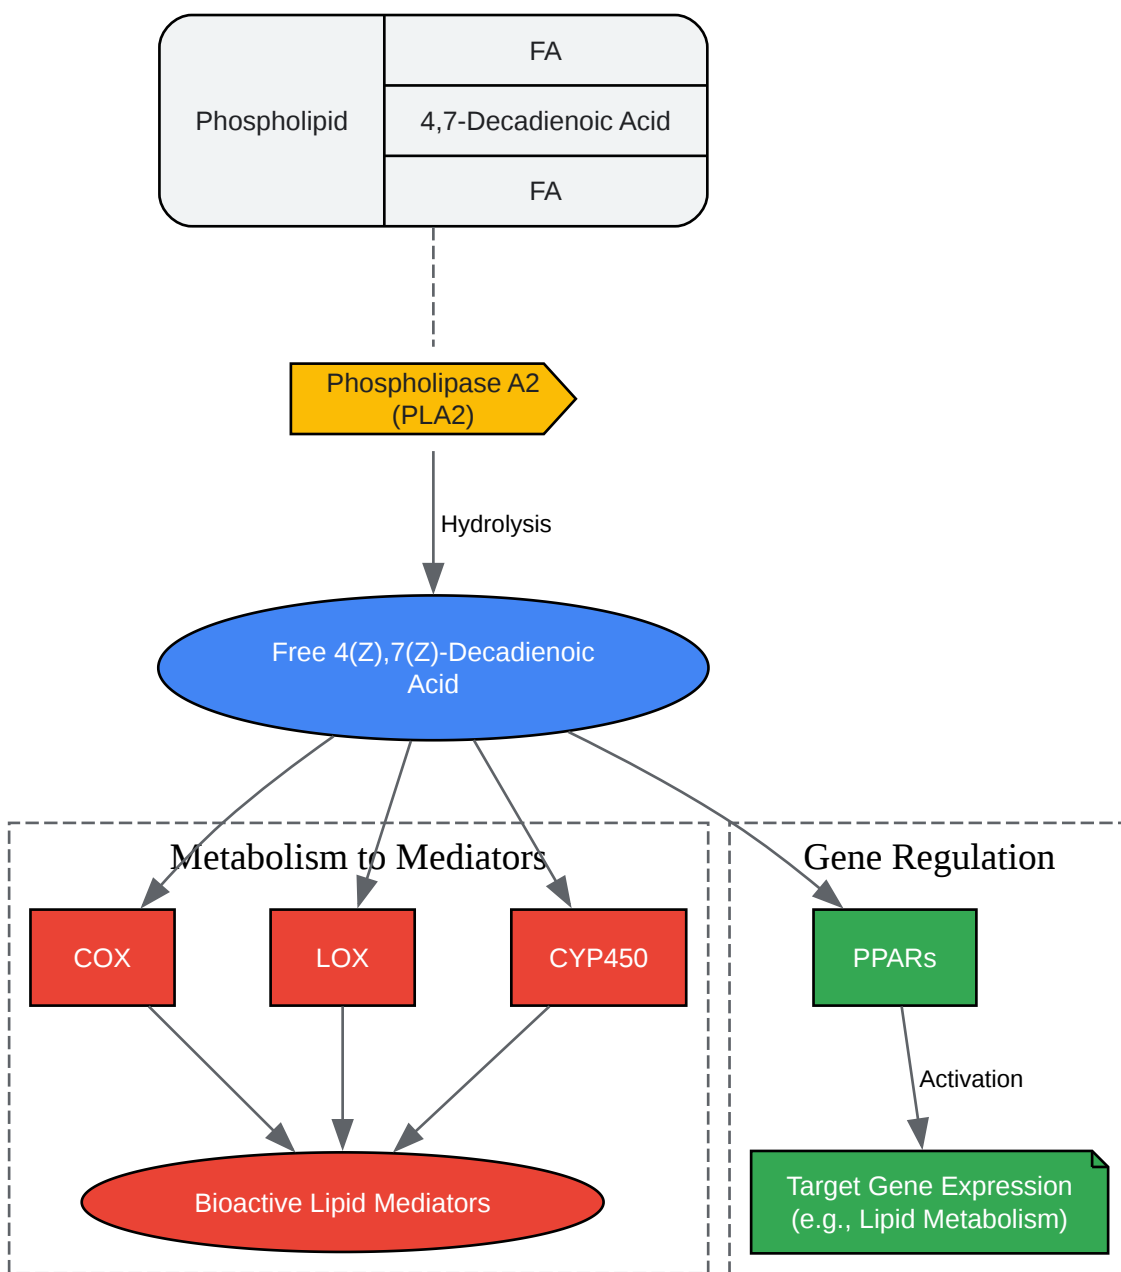 Phospholipid
FA
4,7-Decadienoic Acid
FA
Phospholipase A2
(PLA2)
Hydrolysis
Free 4(Z),7(Z)-Decadienoic
Acid
Metabolism to Mediators
Gene Regulation
COX
LOX
CYP450
PPARs
Activation
Bioactive Lipid Mediators
Target Gene Expression
(e.g., Lipid Metabolism)